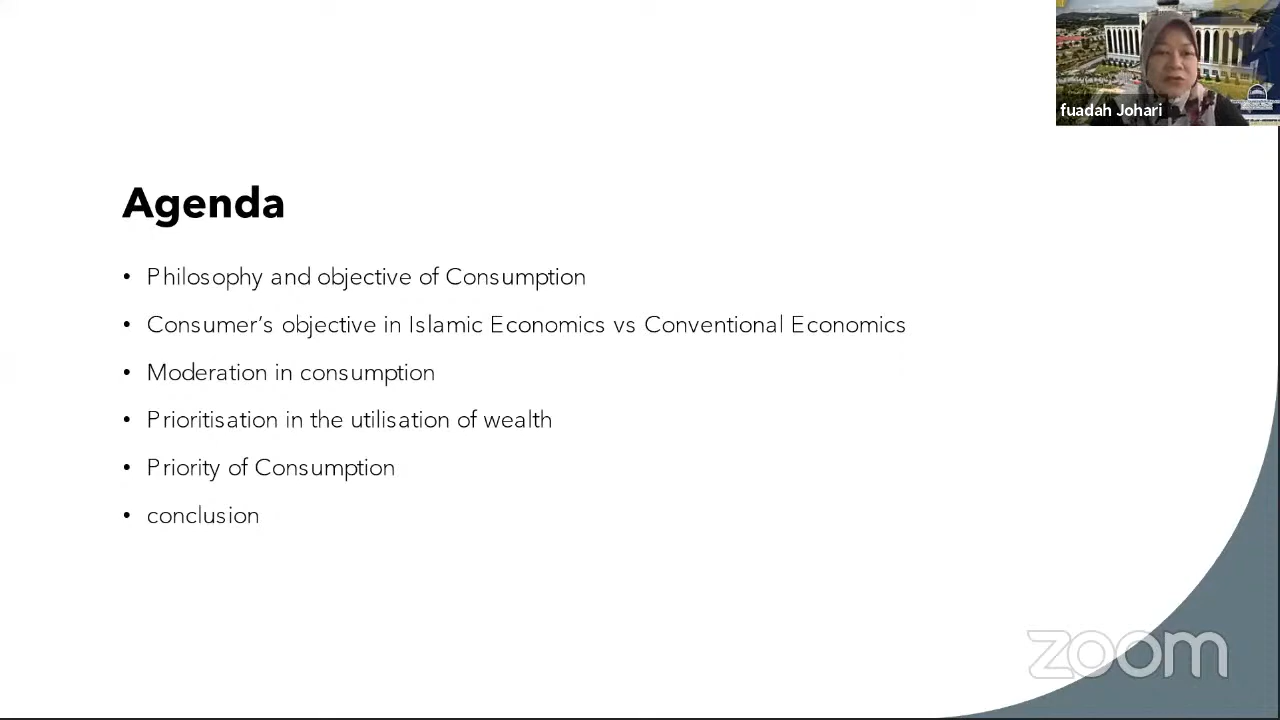 fuadah Johari
Agenda
• Philosophy and objective of Consumption
• Consumer’s objective in Islamic Economics vs Conventional Economics
• Moderation in consumption
• Prioritisation in the utilisation of wealth
• Priority of Consumption
• conclusion
zoom